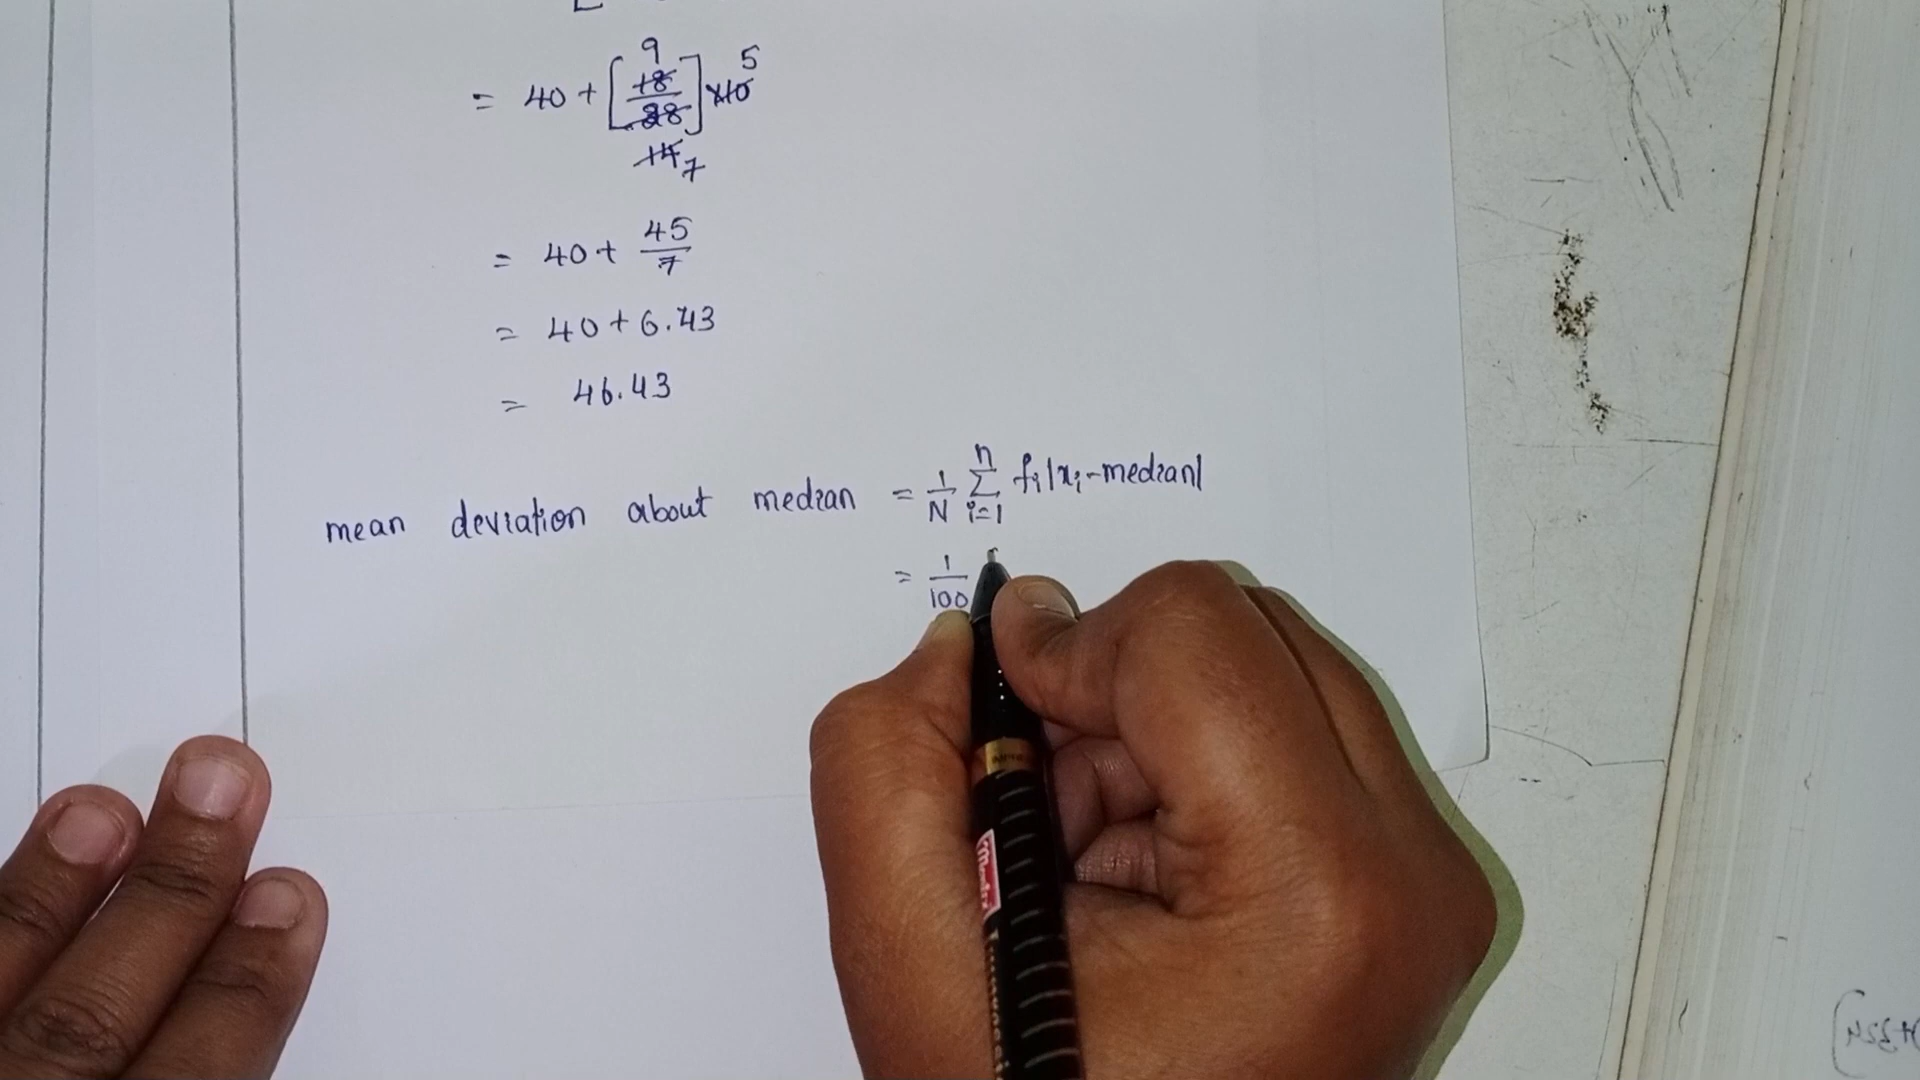 = 40 + [18/28] × 10
9
5
14 7
= 40 + 45/7
= 40 + 6.43
= 46.43
mean deviation about median = 1/N Σ i=1 n fi|xi - median|
= 1/100